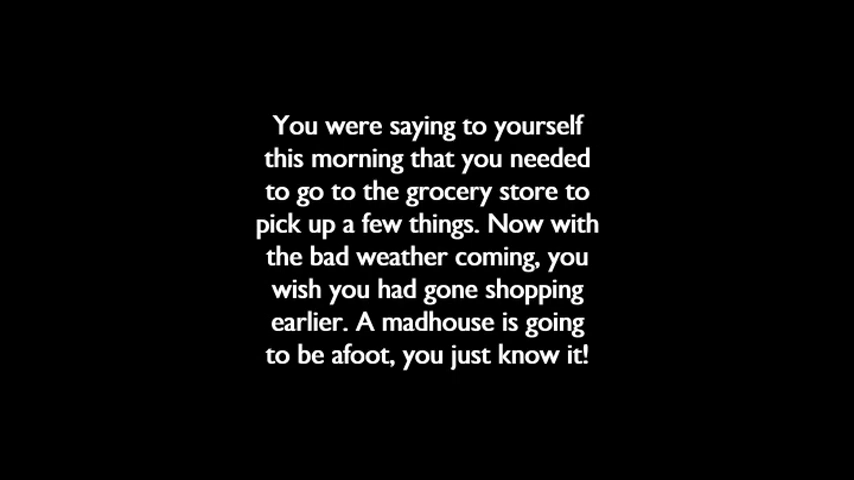 You were saying to yourself
this morning that you needed
to go to the grocery store to
pick up a few things. Now with
the bad weather coming, you
wish you had gone shopping
earlier. A madhouse is going
to be afoot, you just know it!